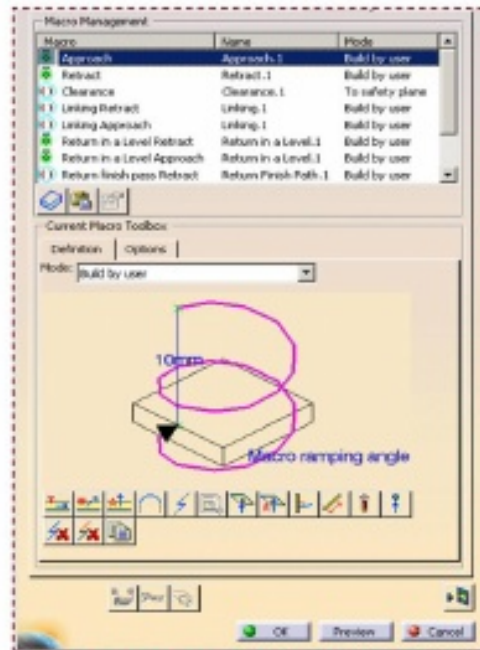 Macro Management
Macro Name Mode
Approach Approach.1 Build by user
Retract Retract.1 Build by user
Clearance Clearance.1 To safety plane
Linking Retract Linking.1 Build by user
Linking Approach Linking.1 Build by user
Return in a Level Retract Return in a Level.1 Build by user
Return in a Level Approach Return in a Level.1 Build by user
Return finish pass Retract Return Finish Path.1 Build by user
Current Macro Toolbox
Definition Options
Mode: Build by user
10mm
Macro ramping angle
OK Preview Cancel